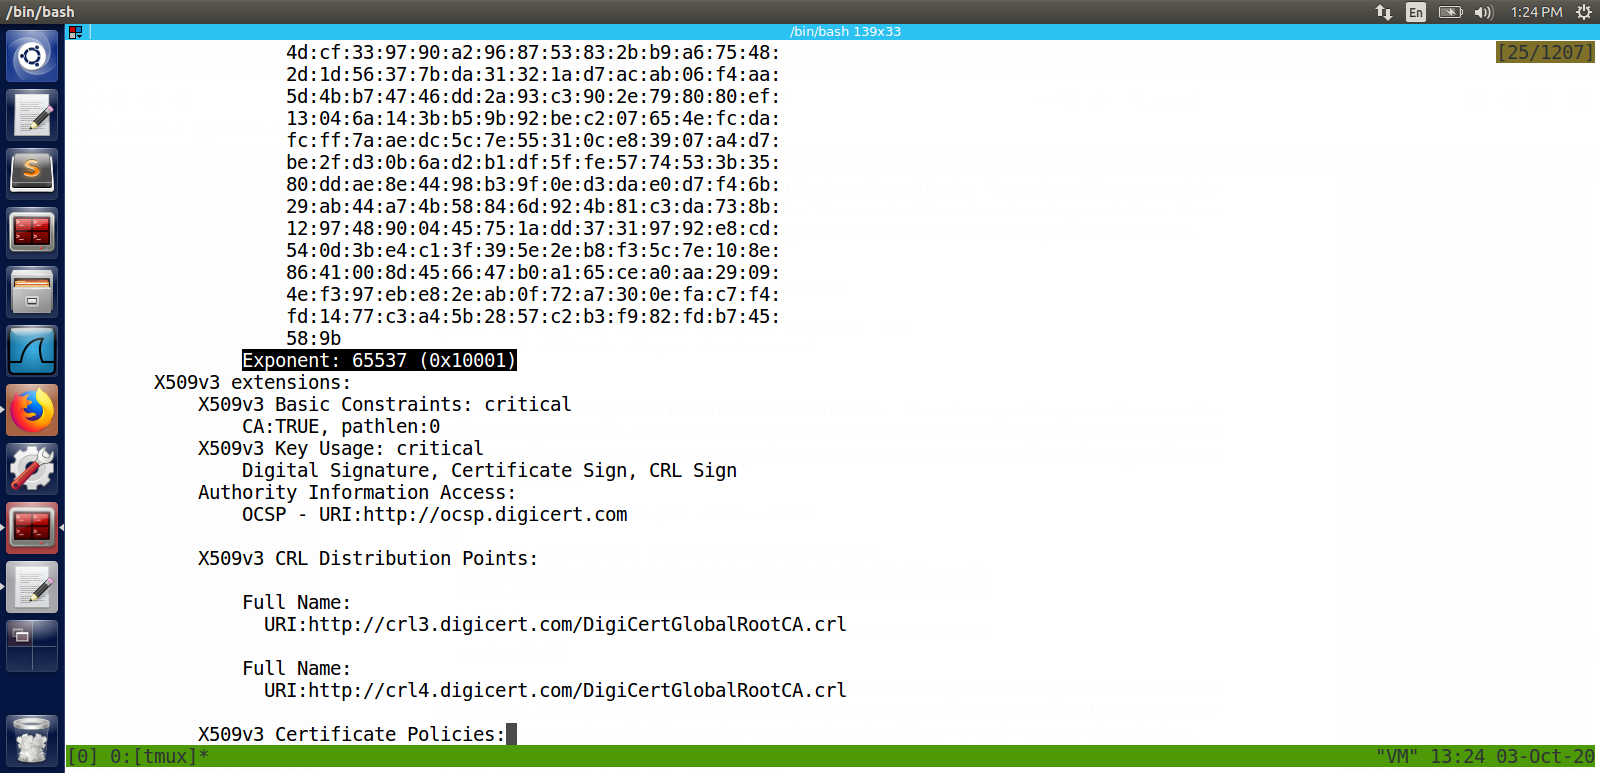 /bin/bash
En
1:24 PM
/bin/bash 139x33
4d:cf:33:97:90:a2:96:87:53:83:2b:b9:a6:75:48:
[25/1207]
2d:1d:56:37:7b:da:31:32:1a:d7:ac:ab:06:f4:aa:
5d:4b:b7:47:46:dd:2a:93:c3:90:2e:79:80:80:ef:
13:04:6a:14:3b:b5:9b:92:be:c2:07:65:4e:fc:da:
fc:ff:7a:ae:dc:5c:7e:55:31:0c:e8:39:07:a4:d7:
be:2f:d3:0b:6a:d2:b1:df:5f:fe:57:74:53:3b:35:
80:dd:ae:8e:44:98:b3:9f:0e:d3:da:e0:d7:f4:6b:
29:ab:44:a7:4b:58:84:6d:92:4b:81:c3:da:73:8b:
12:97:48:90:04:45:75:1a:dd:37:31:97:92:e8:cd:
54:0d:3b:e4:c1:3f:39:5e:2e:b8:f3:5c:7e:10:8e:
86:41:00:8d:45:66:47:b0:a1:65:ce:a0:aa:29:09:
4e:f3:97:eb:e8:2e:ab:0f:72:a7:30:0e:fa:c7:f4:
fd:14:77:c3:a4:5b:28:57:c2:b3:f9:82:fd:b7:45:
58:9b
Exponent: 65537 (0x10001)
X509v3 extensions:
X509v3 Basic Constraints: critical
CA:TRUE, pathlen:0
X509v3 Key Usage: critical
Digital Signature, Certificate Sign, CRL Sign
Authority Information Access:
OCSP - URI:http://ocsp.digicert.com
X509v3 CRL Distribution Points:
Full Name:
URI:http://crl3.digicert.com/DigiCertGlobalRootCA.crl
Full Name:
URI:http://crl4.digicert.com/DigiCertGlobalRootCA.crl
X509v3 Certificate Policies:
[0] 0:[tmux]*
"VM" 13:24 03-Oct-20